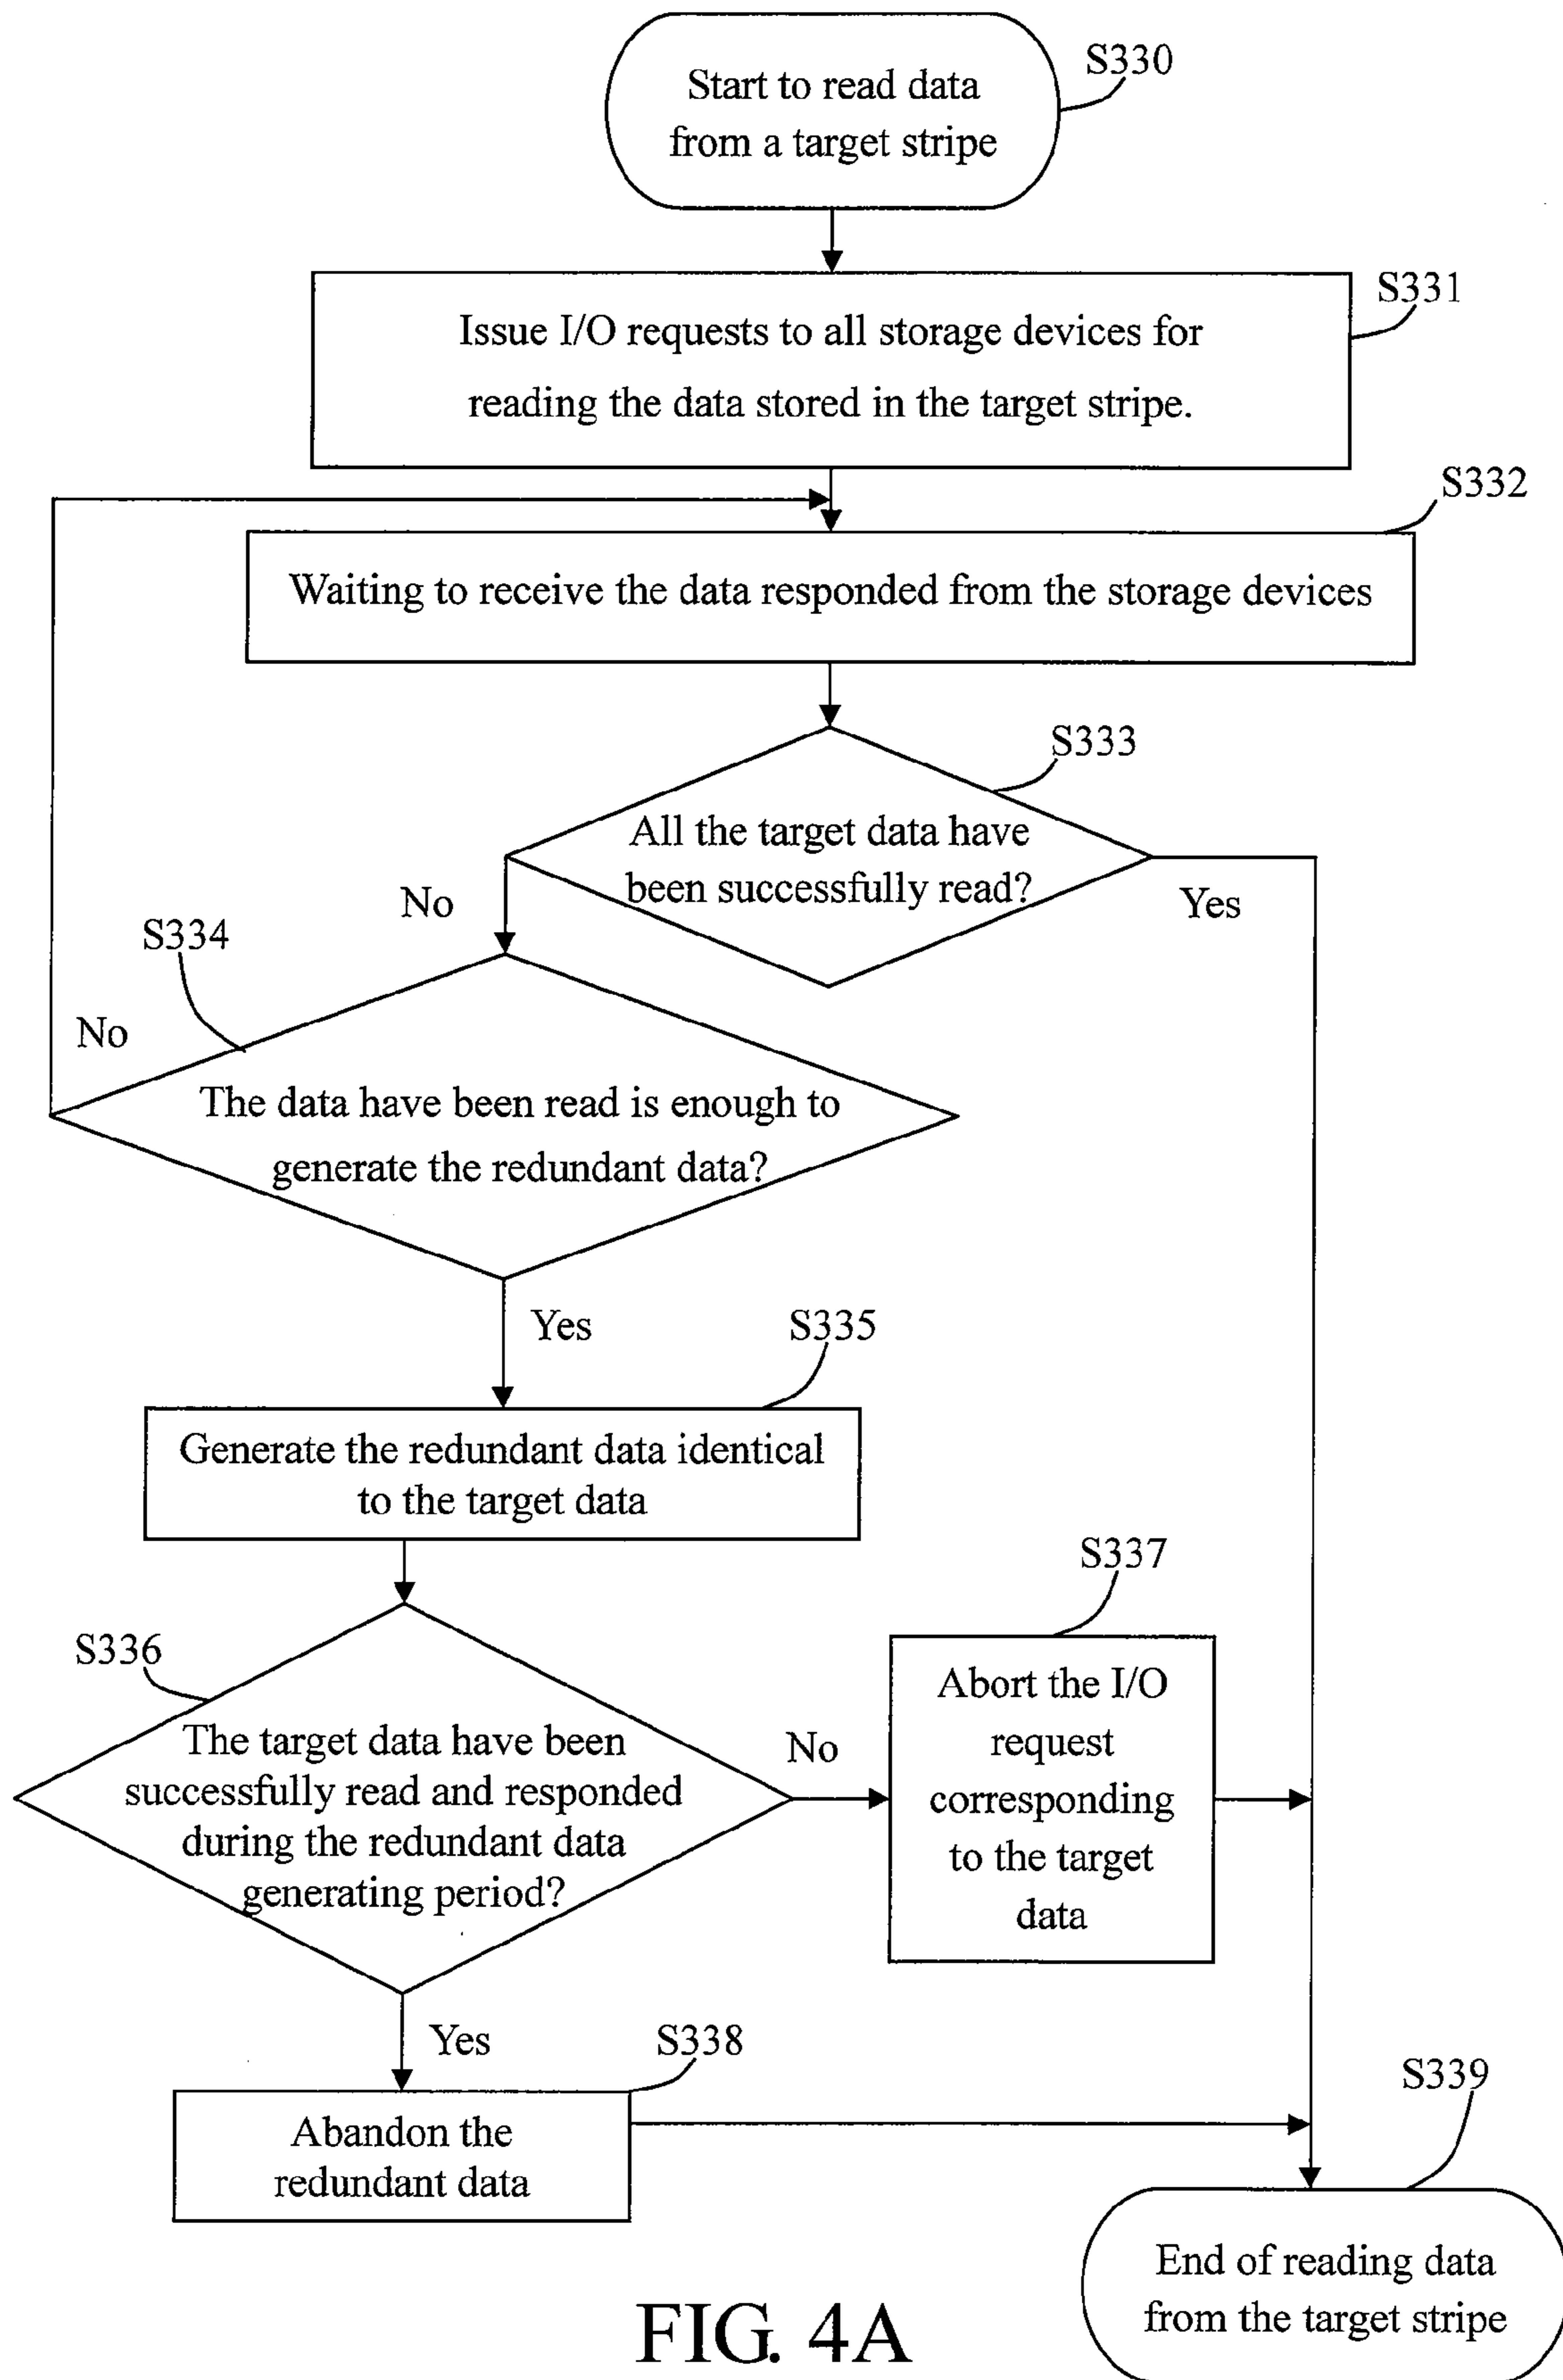 Start to read data
from a target stripe
S330
Issue I/O requests to all storage devices for
reading the data stored in the target stripe.
S331
S332
Waiting to receive the data responded from the storage devices
S333
All the target data have
been successfully read?
No
Yes
S334
No
The data have been read is enough to
generate the redundant data?
Yes
S335
Generate the redundant data identical
to the target data
S336
The target data have been
successfully read and responded
during the redundant data
generating period?
No
S337
Abort the I/O
request
corresponding
to the target
data
Yes
S338
Abandon the
redundant data
S339
End of reading data
from the target stripe
FIG. 4A